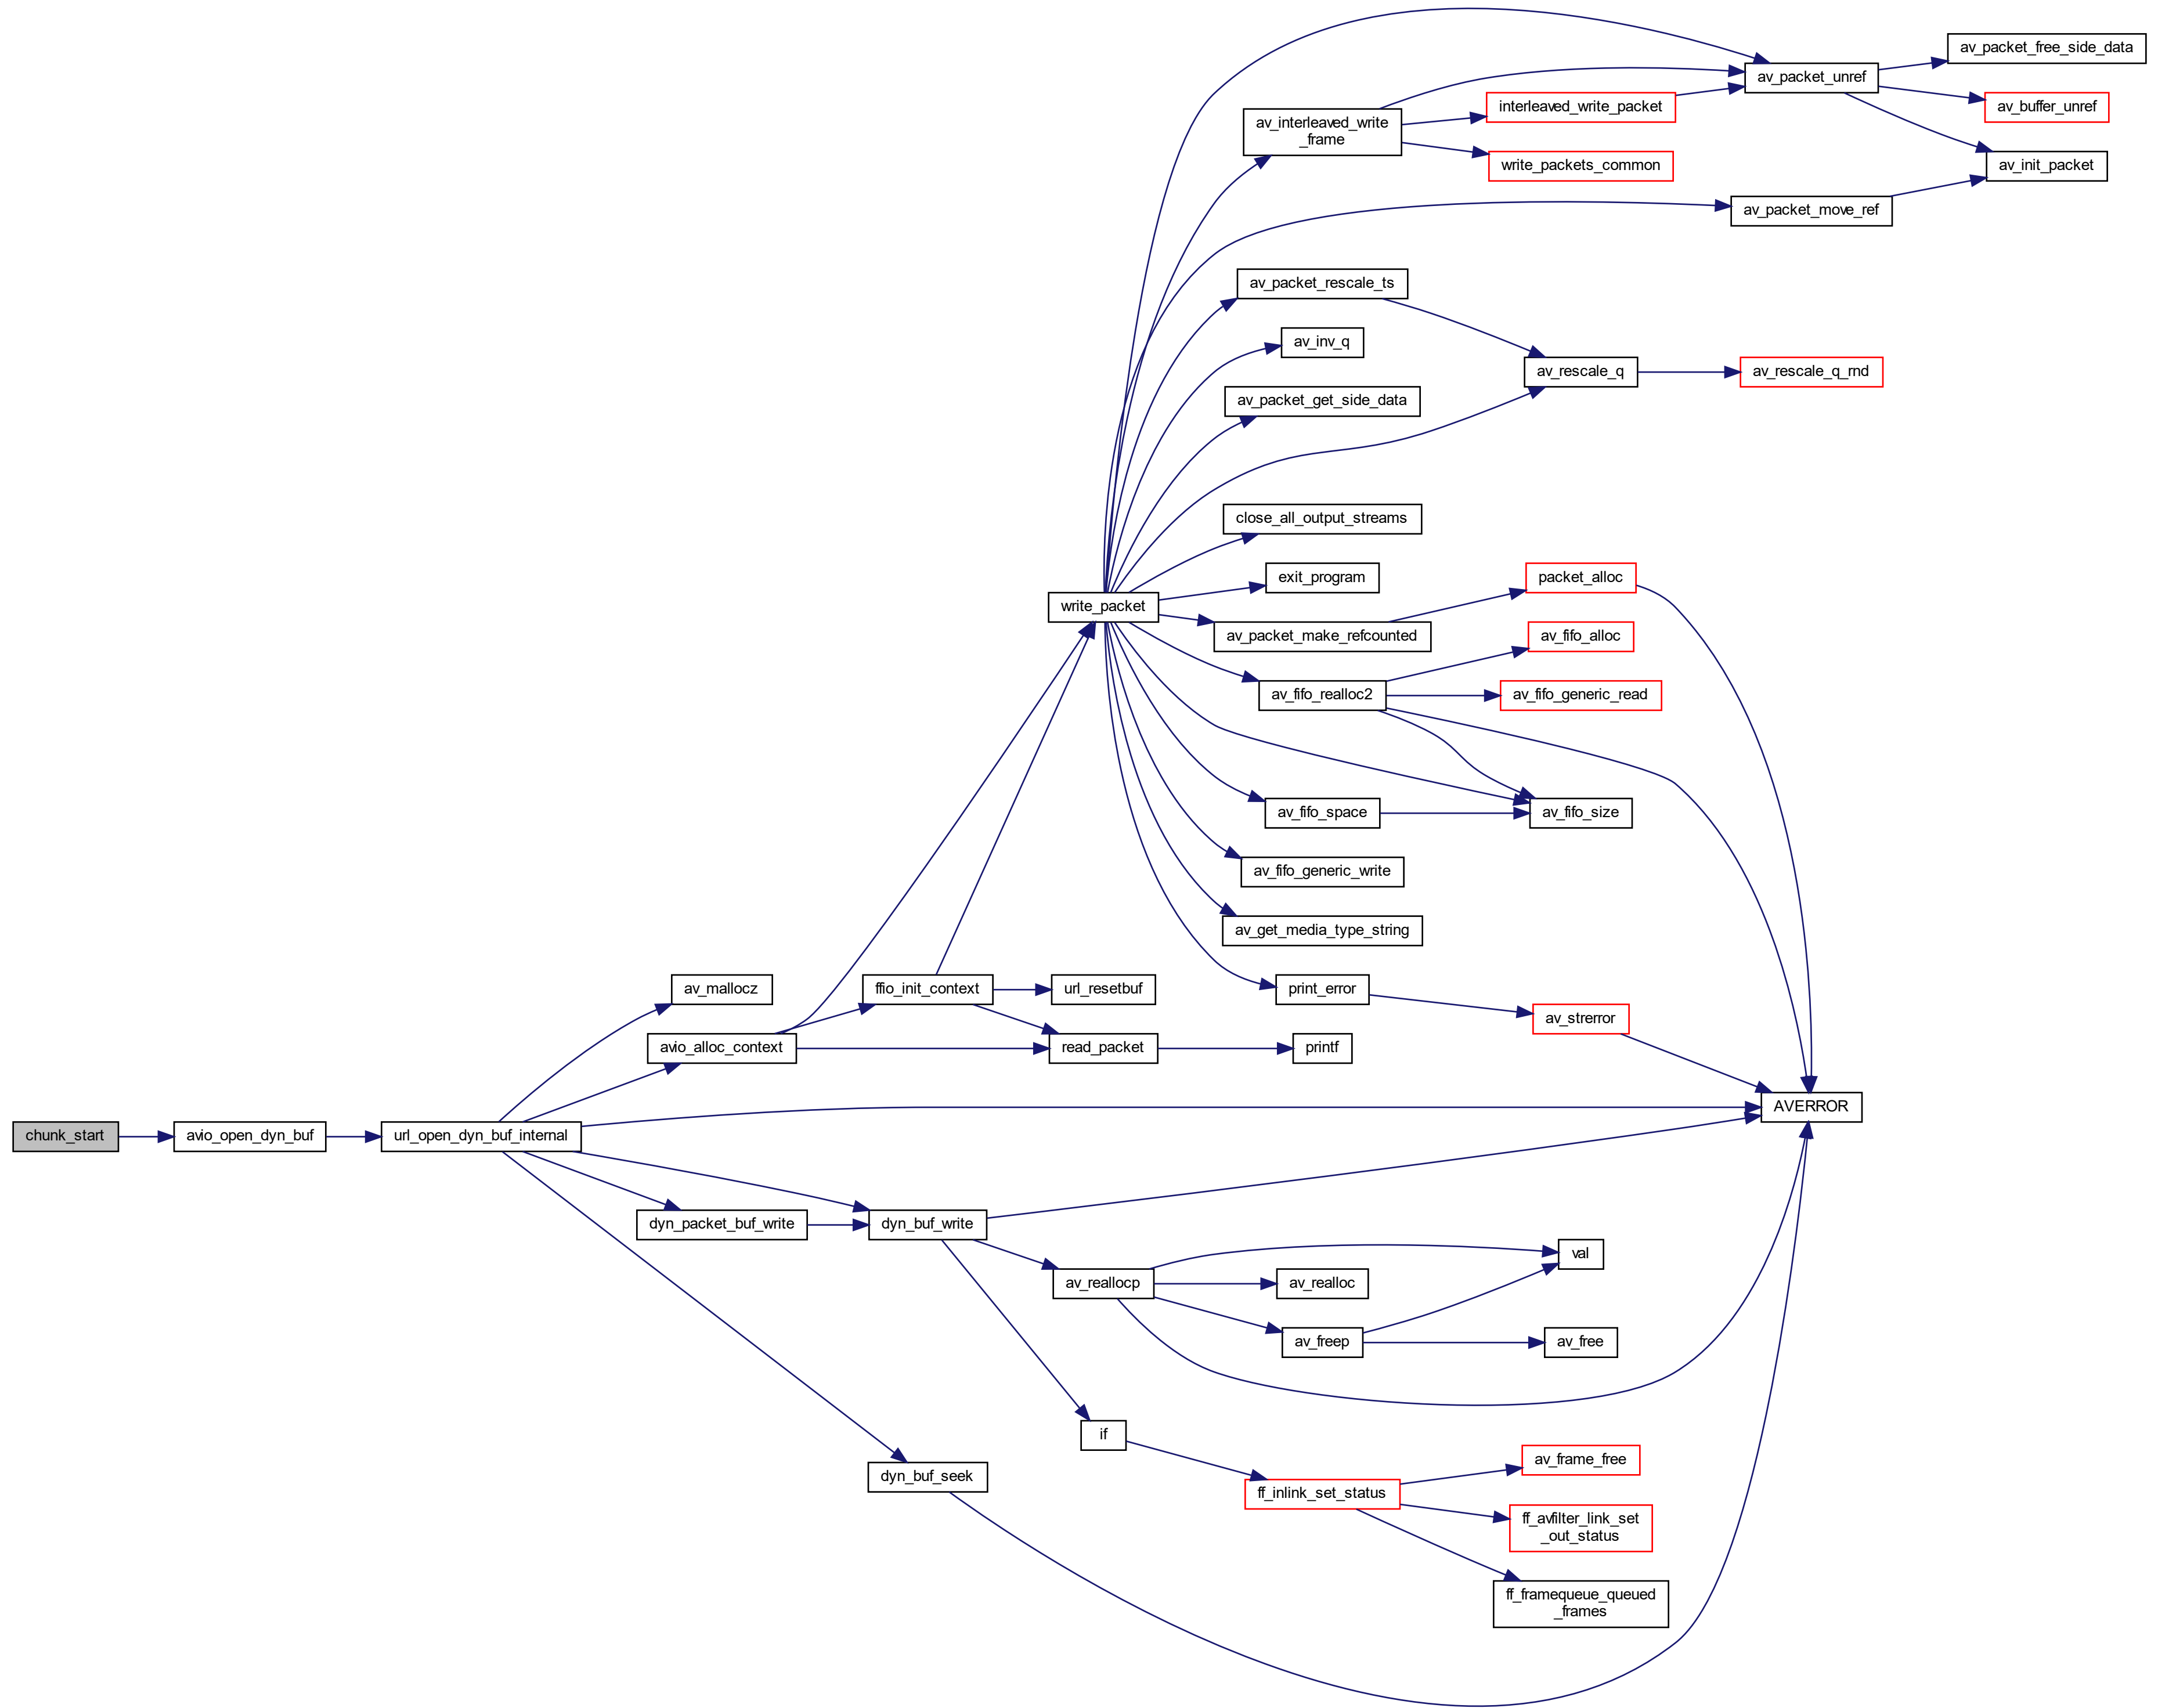 av_packet_free_side_data
av_packet_unref
av_buffer_unref
interleaved_write_packet
av_interleaved_write
_frame
write_packets_common
av_init_packet
av_packet_move_ref
av_packet_rescale_ts
av_inv_q
av_rescale_q
av_rescale_q_rnd
av_packet_get_side_data
close_all_output_streams
exit_program
packet_alloc
write_packet
av_packet_make_refcounted
av_fifo_alloc
av_fifo_realloc2
av_fifo_generic_read
av_fifo_space
av_fifo_size
av_fifo_generic_write
av_get_media_type_string
av_mallocz
ffio_init_context
url_resetbuf
print_error
av_strerror
avio_alloc_context
read_packet
printf
AVERROR
chunk_start
avio_open_dyn_buf
url_open_dyn_buf_internal
dyn_packet_buf_write
dyn_buf_write
val
av_reallocp
av_realloc
av_freep
av_free
if
av_frame_free
dyn_buf_seek
ff_inlink_set_status
ff_avfilter_link_set
_out_status
ff_framequeue_queued
_frames